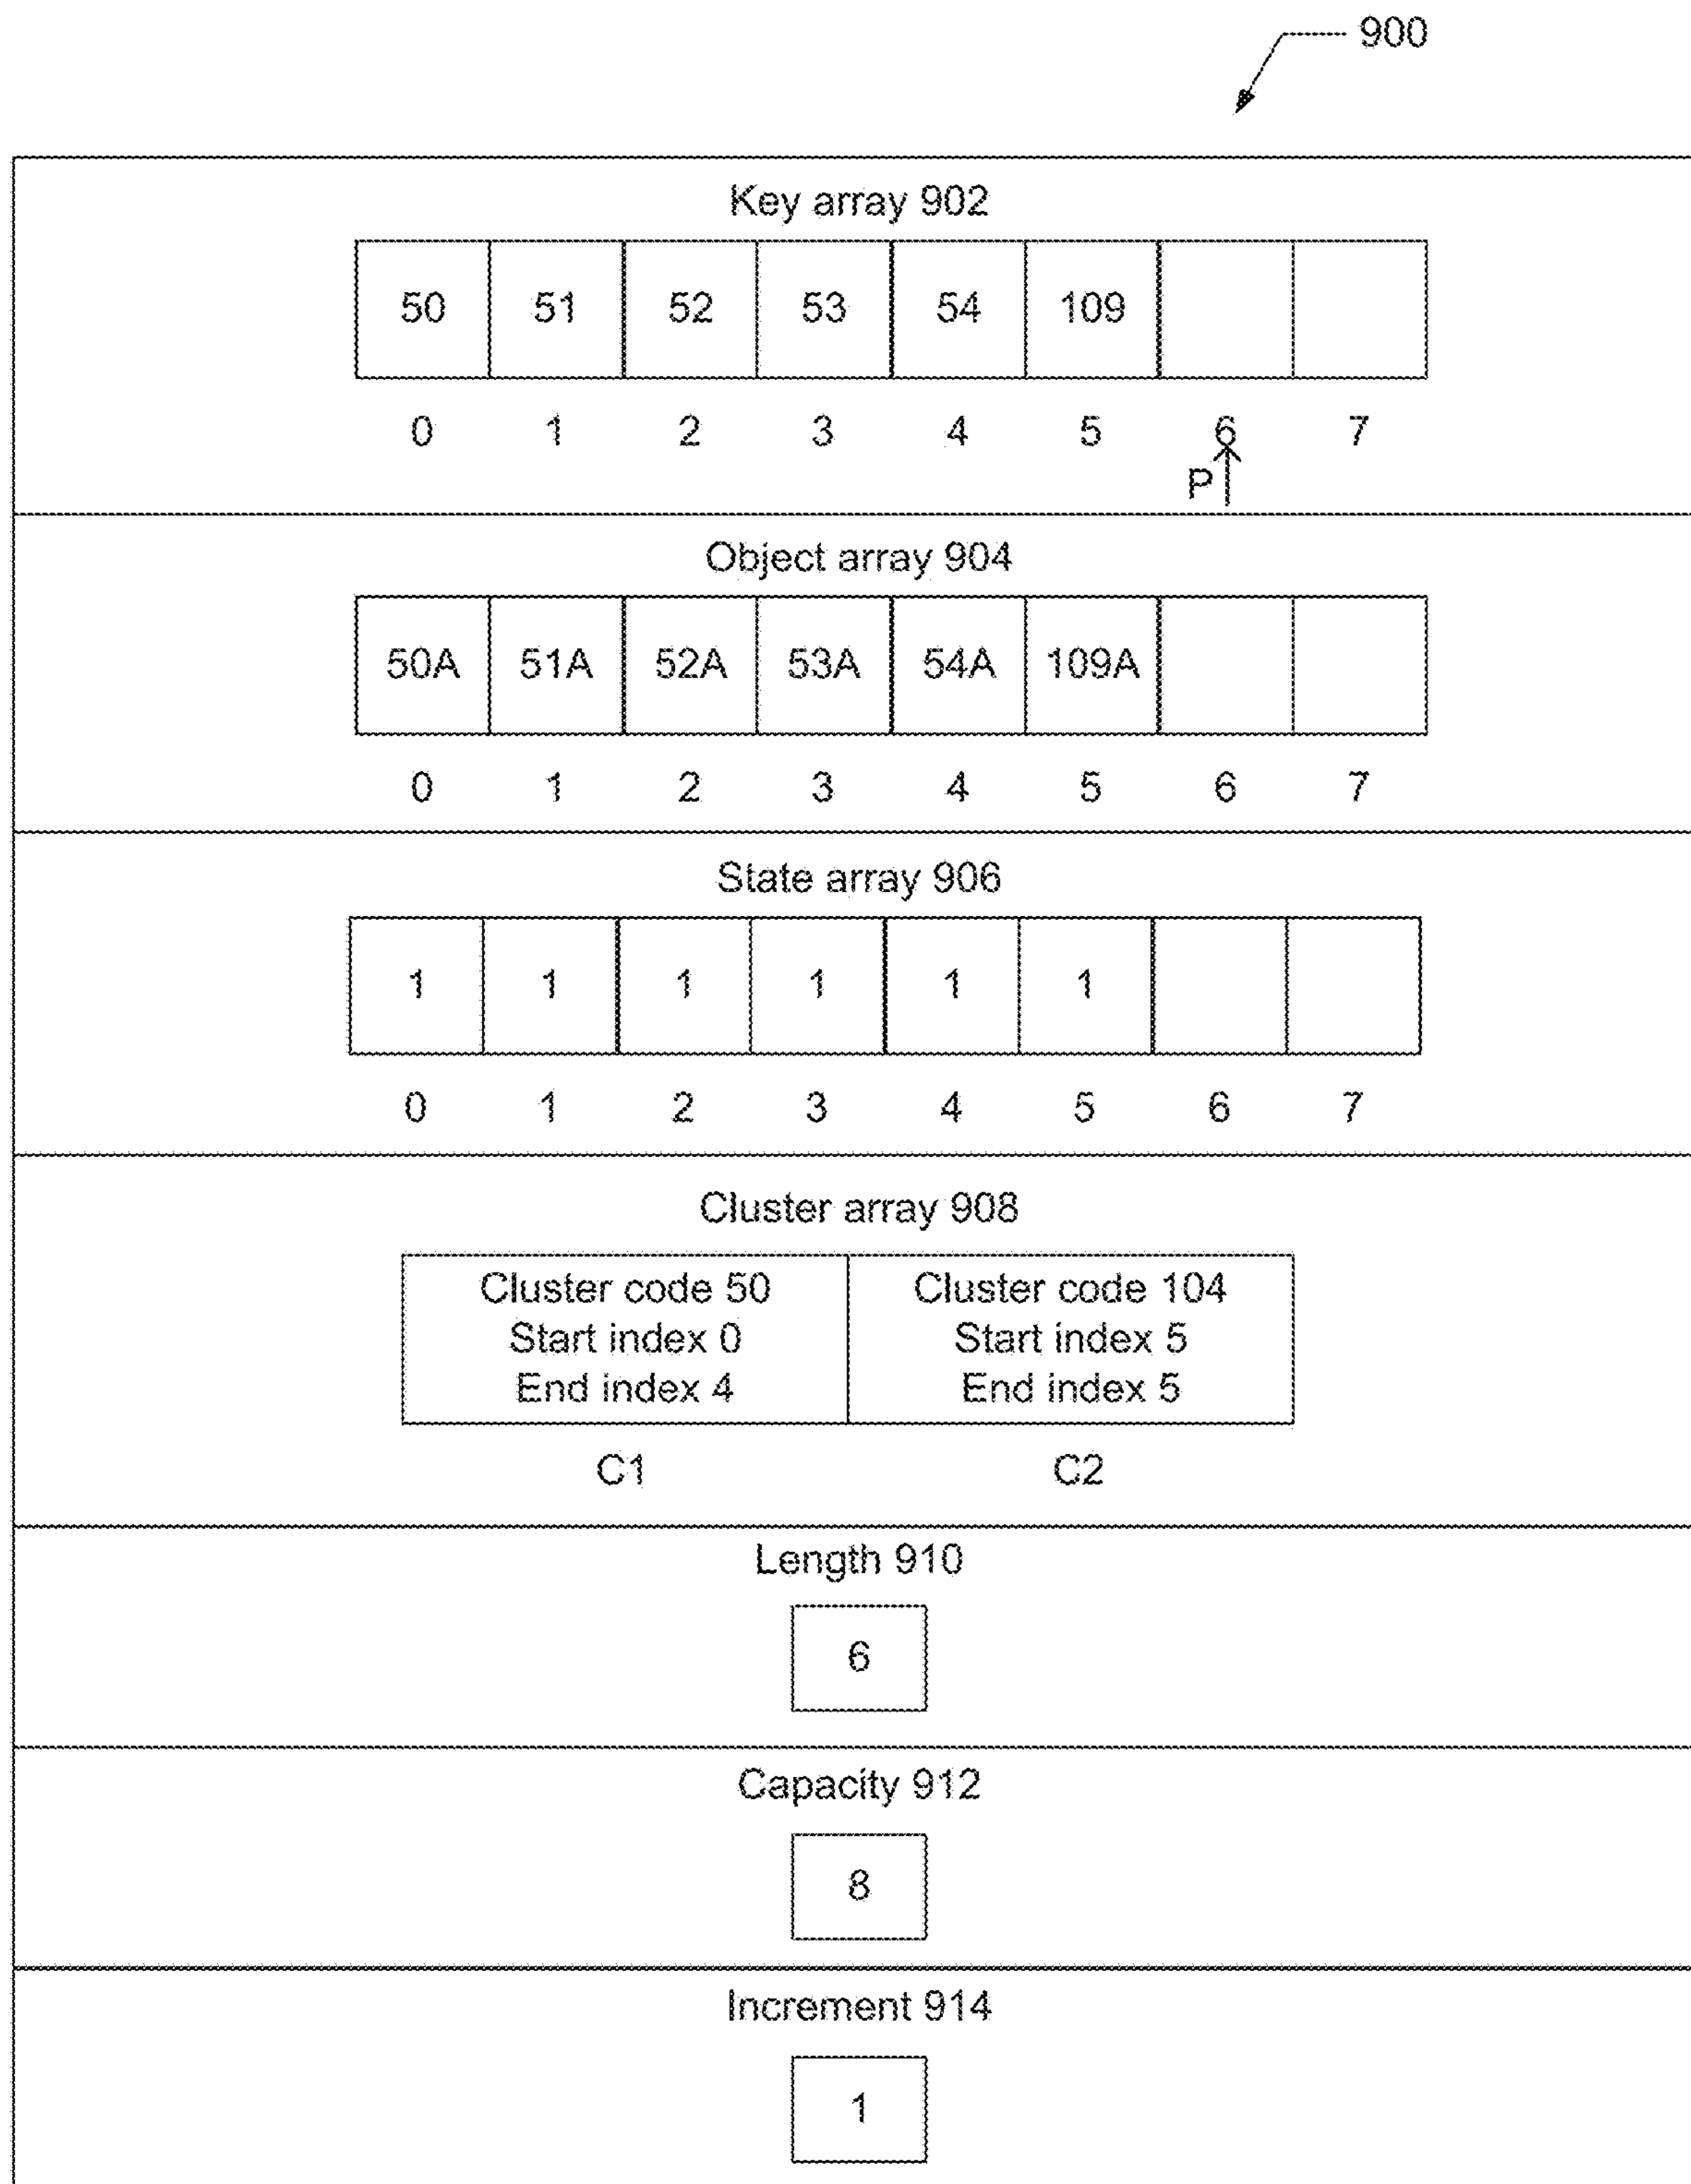 900
Key array 902
50 51 52 53 54 109
0 1 2 3 4 5 6 7
P
Object array 904
50A 51A 52A 53A 54A 109A
0 1 2 3 4 5 6 7
State array 906
1 1 1 1 1 1
0 1 2 3 4 5 6 7
Cluster array 908
Cluster code 50 Cluster code 104
Start index 0 Start index 5
End index 4 End index 5
C1 C2
Length 910
6
Capacity 912
8
Increment 914
1